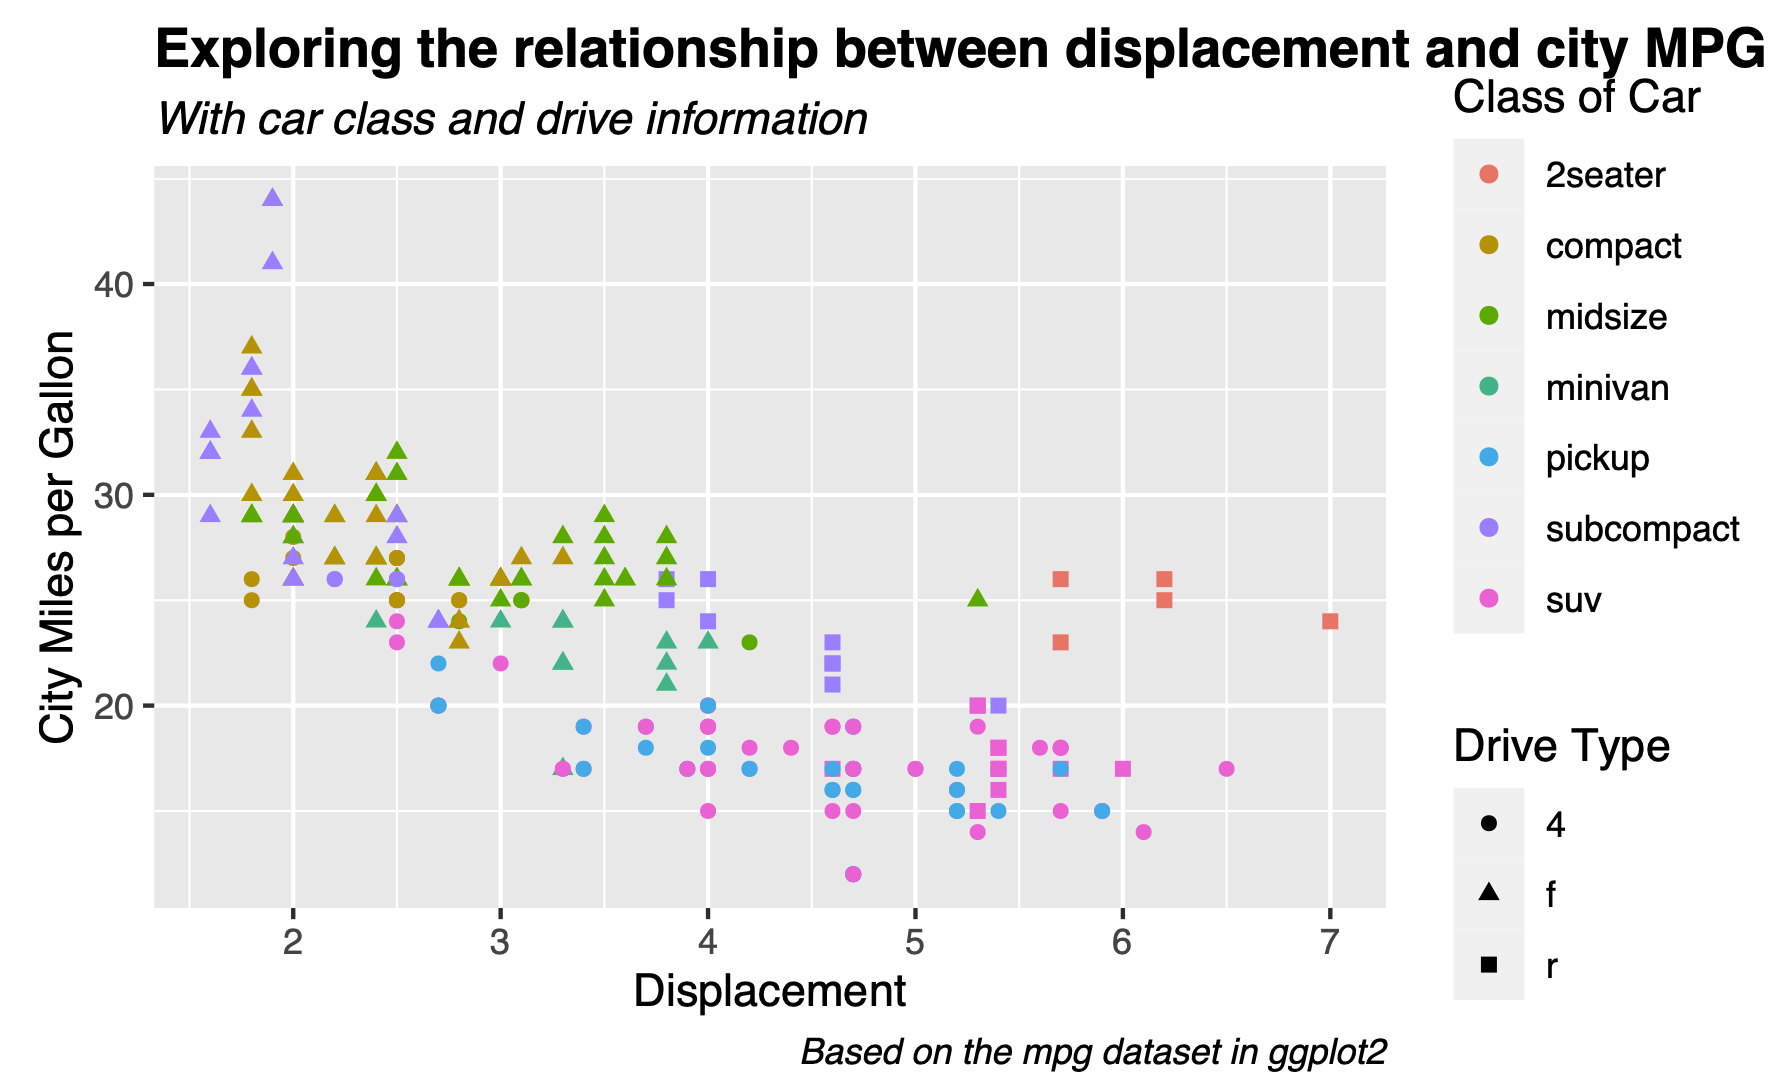 Exploring the relationship between displacement and city MPG
With car class and drive information
City Miles per Gallon
40
30
20
2
3
4
5
6
7
Displacement
Based on the mpg dataset in ggplot2
Class of Car
2seater
compact
midsize
minivan
pickup
subcompact
suv
Drive Type
4
f
r